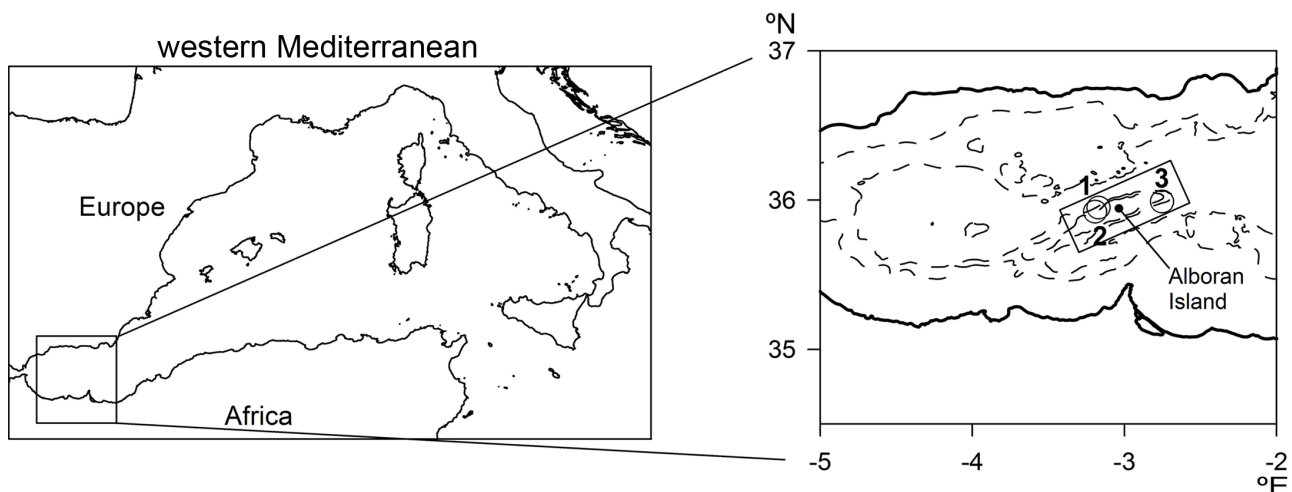 western Mediterranean
Europe
Africa
ºN
37
36
35
1
2
3
Alboran
Island
-5
-4
-3
-2
ºE